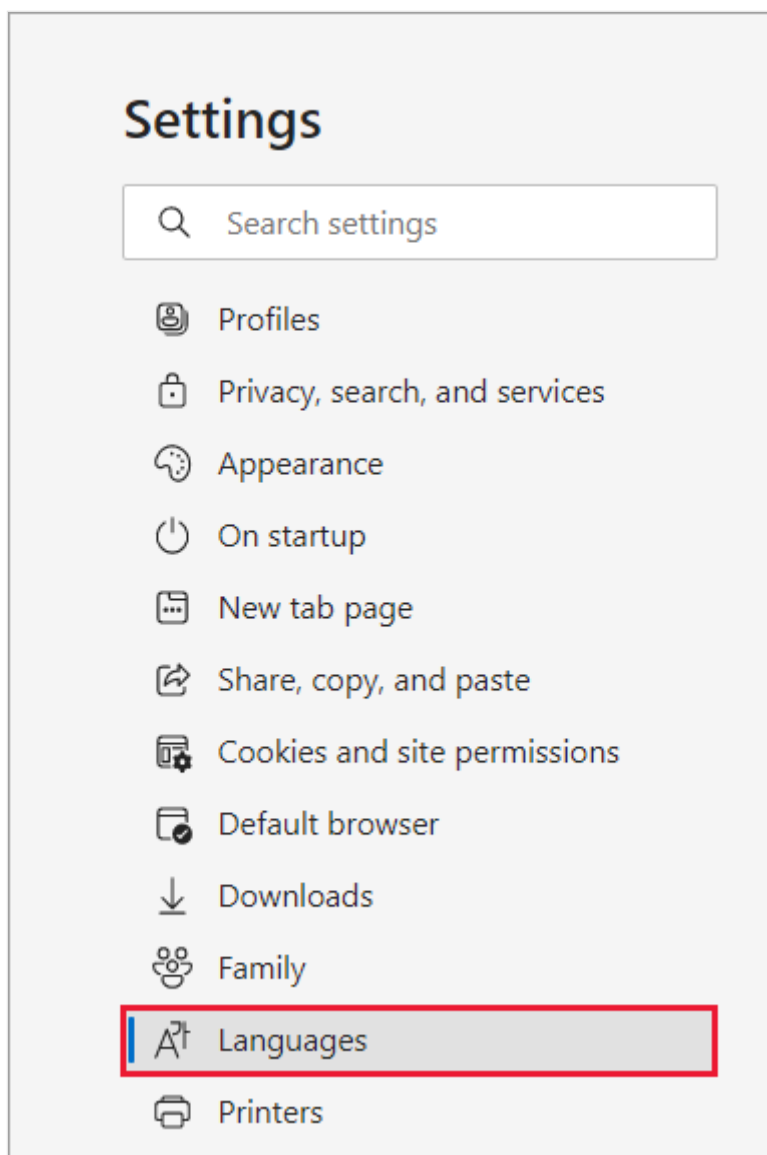 Settings
Search settings
Profiles
Privacy, search, and services
Appearance
On startup
New tab page
Share, copy, and paste
Cookies and site permissions
Default browser
Downloads
Family
Languages
Printers